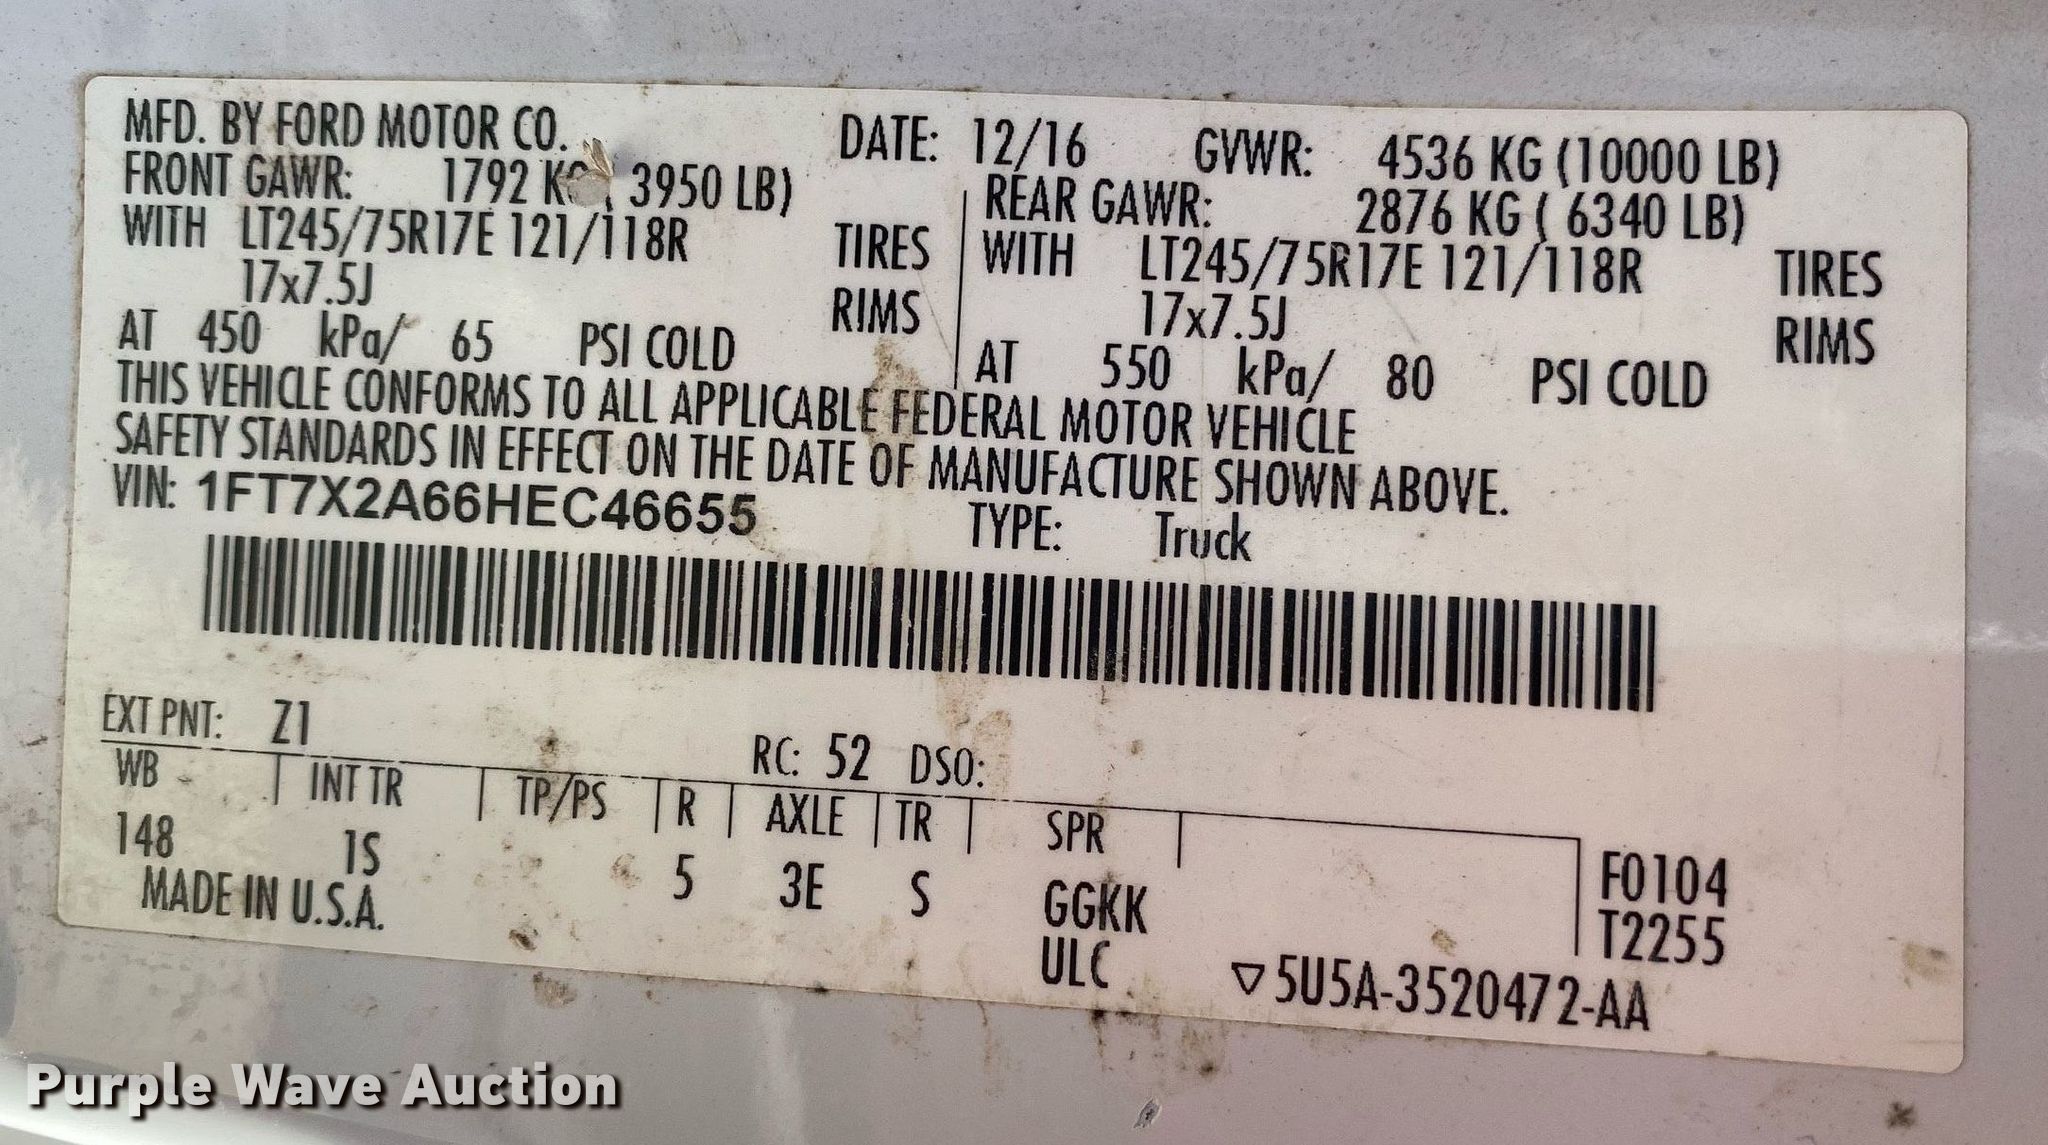 MFD. BY FORD MOTOR CO. DATE: 12/16 GVWR: 4536 KG (10000 LB)
FRONT GAWR: 1792 3950 LB) REAR GAWR: 2876 KG ( 6340 LB)
WITH LT245/75R17E 121/118R TIRES WITH LT245/75R17E 121/118R TIRES
17x7.5J RIMS 17x7.5J RIMS
AT 450 kPa/ 65 PSI COLD AT 550 kPa/ 80 PSI COLD
THIS VEHICLE CONFORMS TO ALL APPLICABLE FEDERAL MOTOR VEHICLE
SAFETY STANDARDS IN EFFECT ON THE DATE OF MANUFACTURE SHOWN ABOVE.
VIN: 1FT7X2A66HEC46655 TYPE: Truck
EXT PNT: Z1 RC: 52 DSO:
WB INT TR TP/PS R AXLE TR SPR
148 1S 5 3E S GGKK F0104
MADE IN U.S.A. ULC T2255
▽5U5A-3520472-AA
Purple Wave Auction